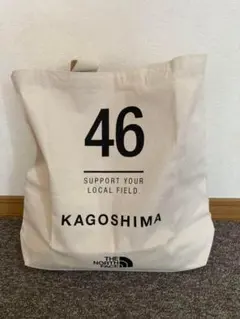 46
SUPPORT YOUR
LOCAL FIELD.
KAGOSHIMA
THE
NORTH
FACE